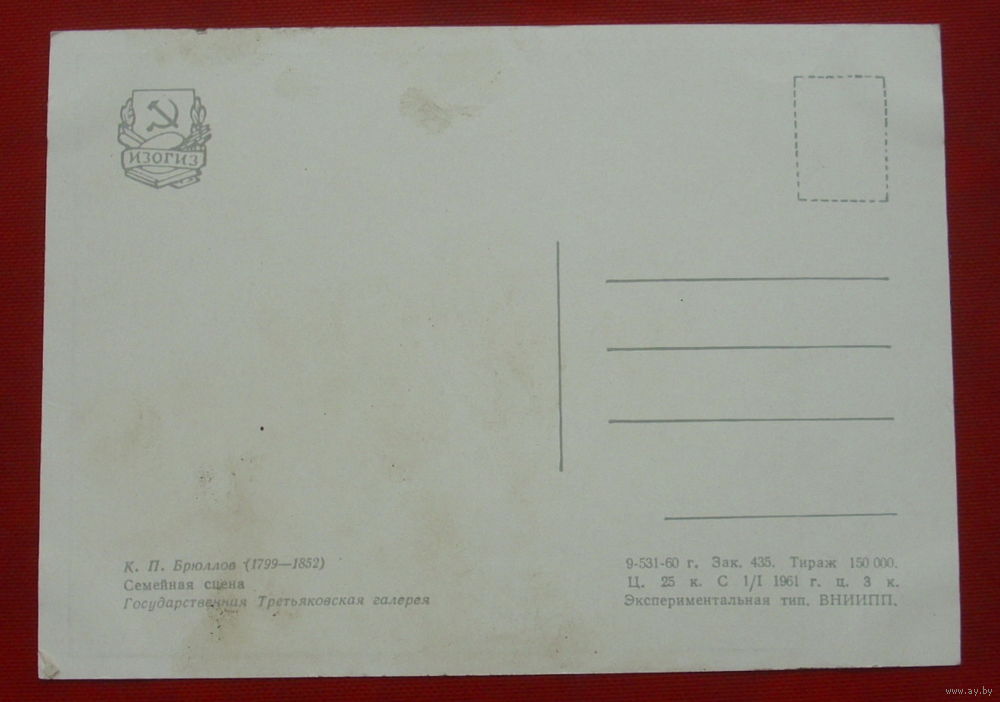 ИЗОГИЗ
К. П. Брюллов (1799—1852)
Семейная сцена
Государственная Третьяковская галерея
9-531-60 г. Зак. 435. Тираж 150 000.
Ц. 25 к. С 1/I 1961 г. ц. 3 к.
Экспериментальная тип. ВНИИПП.
www.ay.by